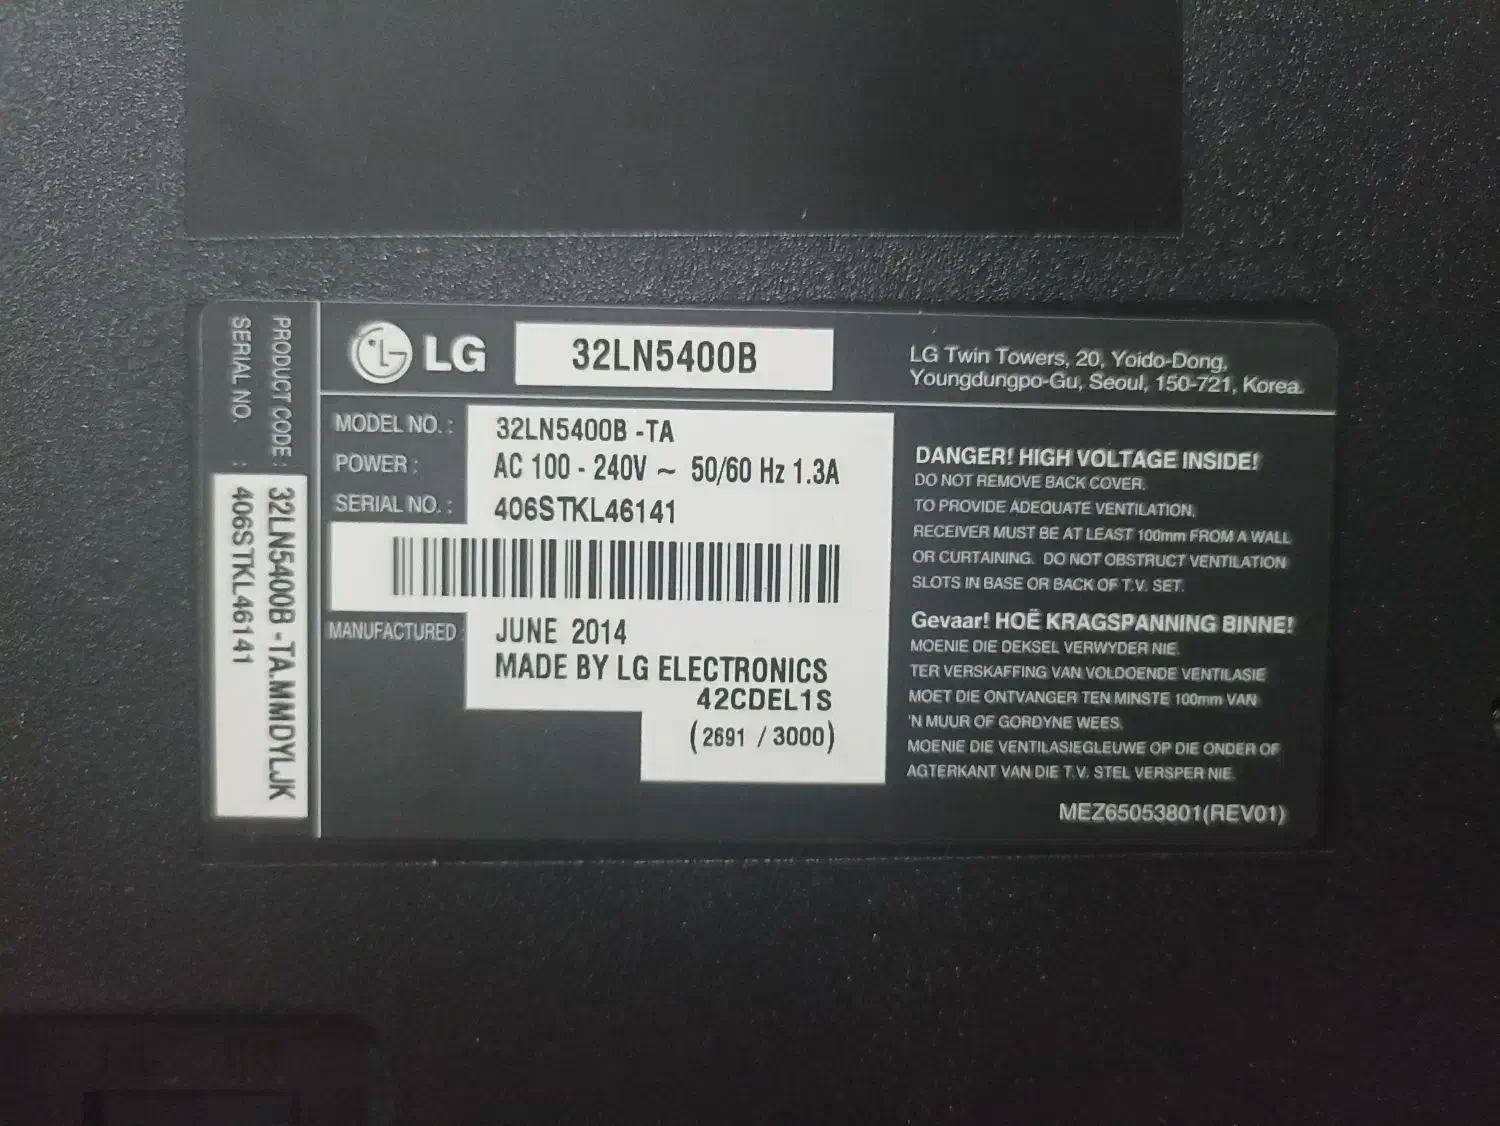 PRODUCT CODE : 32LN5400B -TA.MMDYLJK
SERIAL NO. : 406STKL46141
LG
32LN5400B
LG Twin Towers, 20, Yoido-Dong,
Youngdungpo-Gu, Seoul, 150-721, Korea.
MODEL NO. : 32LN5400B -TA
POWER : AC 100 - 240V ~ 50/60 Hz 1.3A
SERIAL NO. : 406STKL46141
MANUFACTURED : JUNE 2014
MADE BY LG ELECTRONICS
42CDEL1S
(2691 / 3000)
DANGER! HIGH VOLTAGE INSIDE!
DO NOT REMOVE BACK COVER.
TO PROVIDE ADEQUATE VENTILATION,
RECEIVER MUST BE AT LEAST 100mm FROM A WALL
OR CURTAINING. DO NOT OBSTRUCT VENTILATION
SLOTS IN BASE OR BACK OF T.V. SET.
Gevaar! HOË KRAGSPANNING BINNE!
MOENIE DIE DEKSEL VERWYDER NIE.
TER VERSKAFFING VAN VOLDOENDE VENTILASIE
MOET DIE ONTVANGER TEN MINSTE 100mm VAN
'N MUUR OF GORDYNE WEES.
MOENIE DIE VENTILASIEGLEUWE OP DIE ONDER OF
AGTERKANT VAN DIE T.V. STEL VERSPER NIE.
MEZ65053801(REV01)